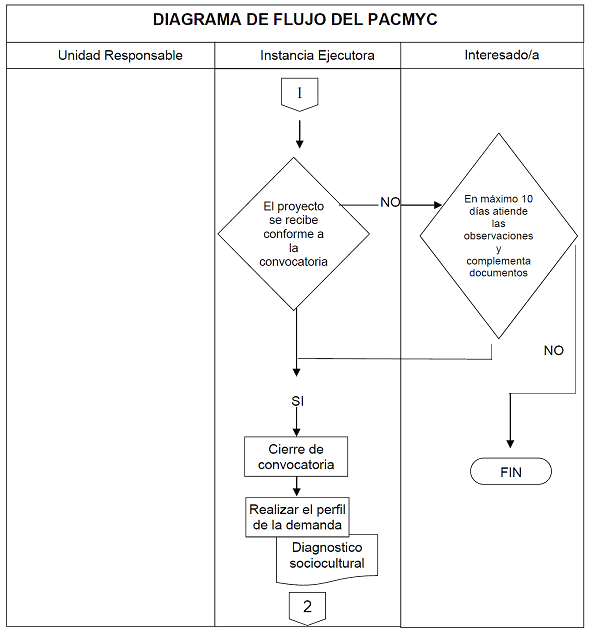 DIAGRAMA DE FLUJO DEL PACMYC
Unidad Responsable
Instancia Ejecutora
Interesado/a
1
El proyecto
se recibe
conforme a
la
convocatoria
NO
En máximo 10
días atiende
las
observaciones
y
complementa
documentos
NO
SI
Cierre de
convocatoria
FIN
Realizar el perfil
de la demanda
Diagnostico
sociocultural
2